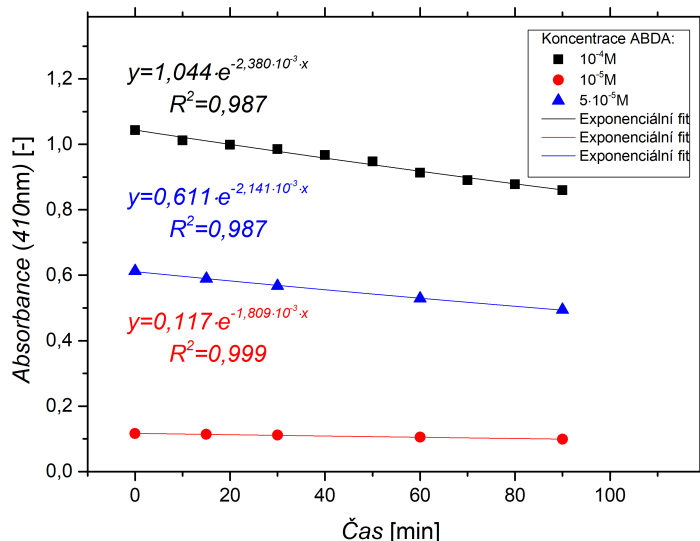 Koncentrace ABDA:
10⁻⁴M
10⁻⁵M
5·10⁻⁵M
Exponenciální fit
Exponenciální fit
Exponenciální fit
y=1,044·e^-2,380·10⁻³·x
R²=0,987
y=0,611·e^-2,141·10⁻³·x
R²=0,987
y=0,117·e^-1,809·10⁻³·x
R²=0,999
Absorbance (410nm) [-]
1,2
1,0
0,8
0,6
0,4
0,2
0,0
0 20 40 60 80 100
Čas [min]